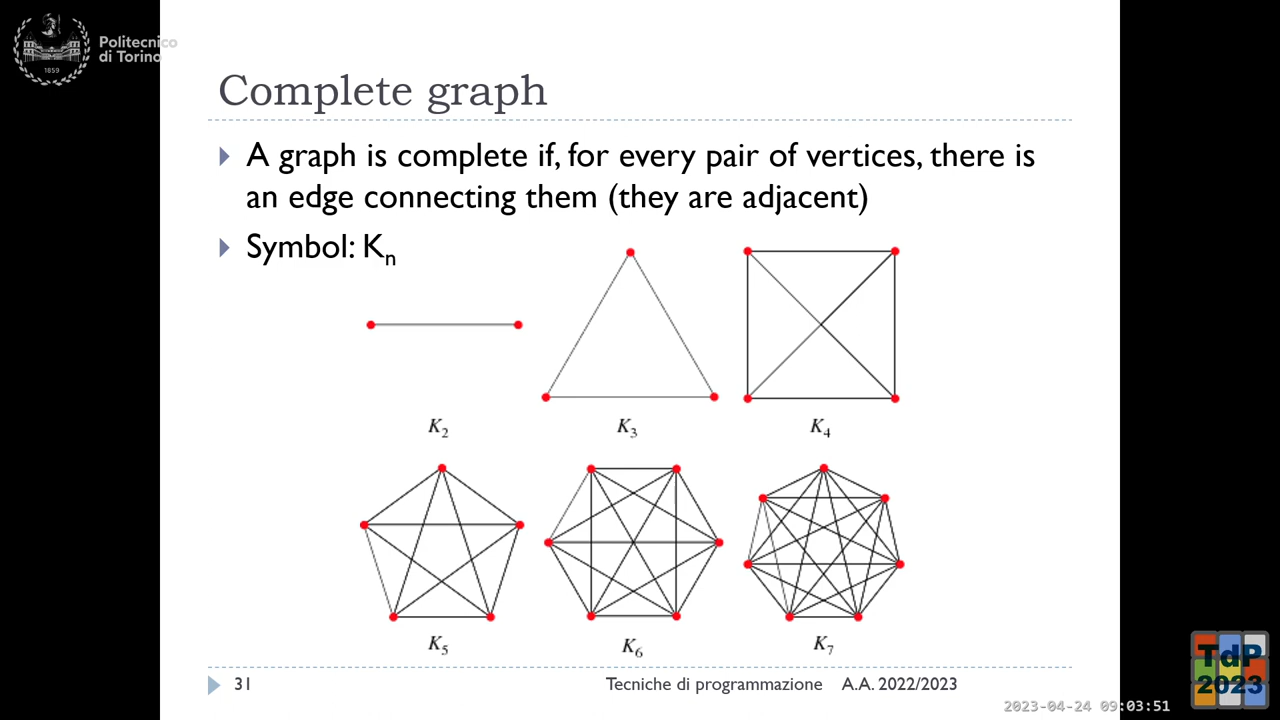 Politecnico
di Torino
1859
Complete graph
A graph is complete if, for every pair of vertices, there is
an edge connecting them (they are adjacent)
Symbol: Kn
K2
K3
K4
K5
K6
K7
31
Tecniche di programmazione A.A. 2022/2023
TdP
2023
2023-04-24 09:03:51